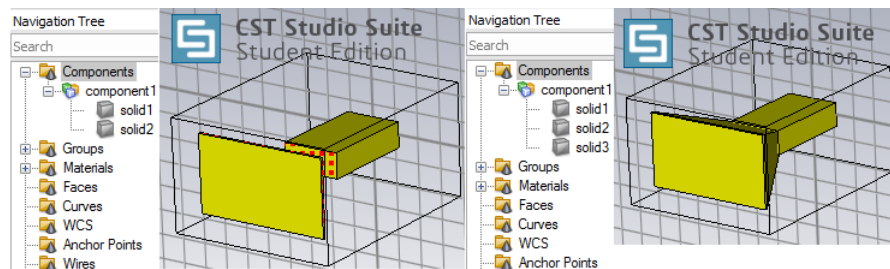 Navigation Tree
Search
Components
component1
solid1
solid2
Groups
Materials
Faces
Curves
WCS
Anchor Points
Wires
CST Studio Suite
Student Edition
Navigation Tree
Search
Components
component1
solid1
solid2
solid3
Groups
Materials
Faces
Curves
WCS
Anchor Points
CST Studio Suite
Student Edition